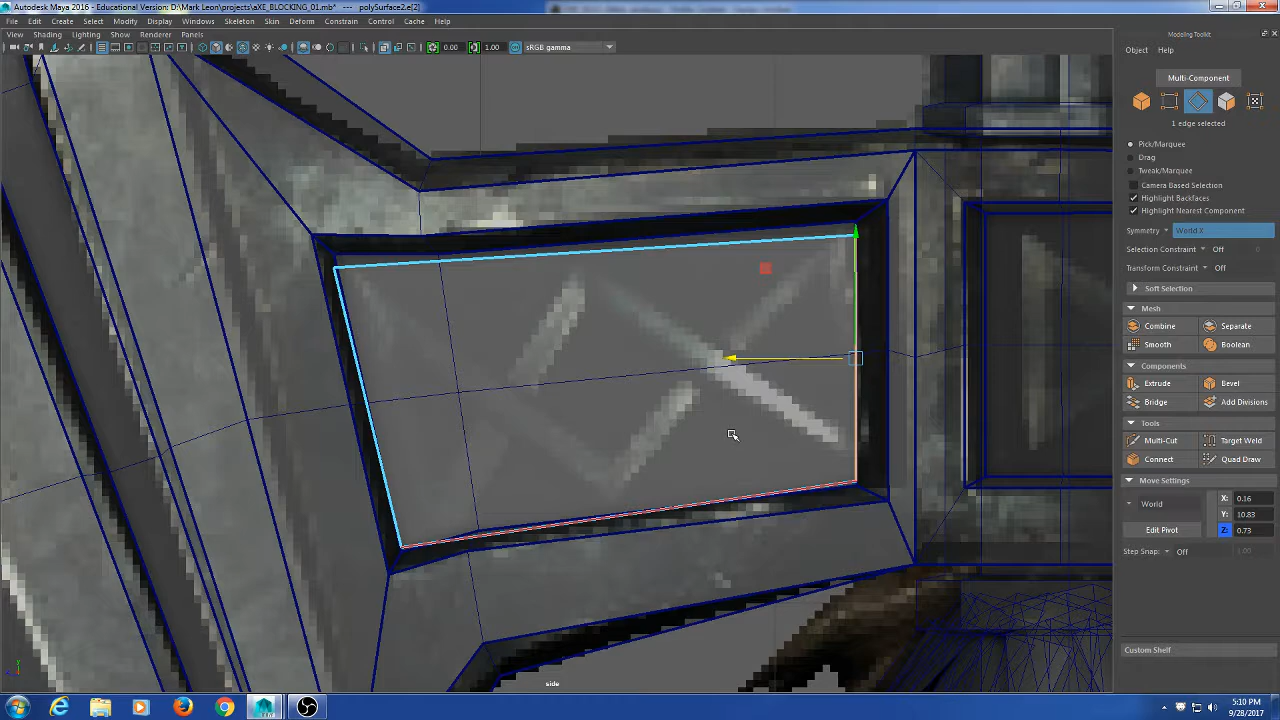 Autodesk Maya 2016 - Educational Version: D:\Mark Leon\projects\aXE_BLOCKING_01.mb* --- polySurface2.e[2]
File Edit Create Select Modify Display Windows Skeleton Skin Deform Constrain Control Cache Help
View Shading Lighting Show Renderer Panels
0.00 1.00 sRGB gamma
Modeling Toolkit
Object Help
Multi-Component
1 edge selected
Pick/Marquee
Drag
Tweak/Marquee
Camera Based Selection
Highlight Backfaces
Highlight Nearest Component
Symmetry World X
Selection Constraint Off
Transform Constraint Off
Soft Selection
Mesh
Combine Separate
Smooth Boolean
Components
Extrude Bevel
Bridge Add Divisions
Tools
Multi-Cut Target Weld
Connect Quad Draw
Move Settings
World X: 0.16
Y: 10.83
Edit Pivot Z: 0.73
Step Snap: Off 1.00
Custom Shelf
side
5:10 PM
9/28/2017